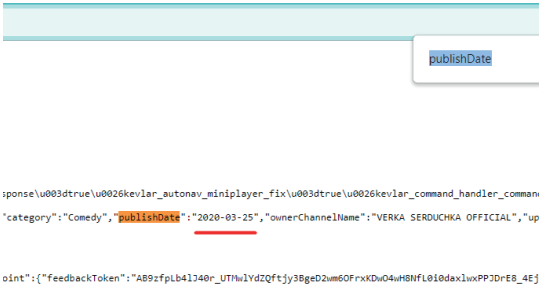 publishDate
sponse\u003dtrue\u0026kevlar_autonav_miniplayer_fix\u003dtrue\u0026kevlar_command_handler_comman
"category":"Comedy","publishDate":"2020-03-25","ownerChannelName":"VERKA SERDUCHKA OFFICIAL","up
oint":{"feedbackToken":"AB9zfpLb4lJ40r_UTMwlYdZQftjy3BgeD2wm6OFrxKDwO4wH8NfL0i0daxlwxPPJDrE8_4Ej